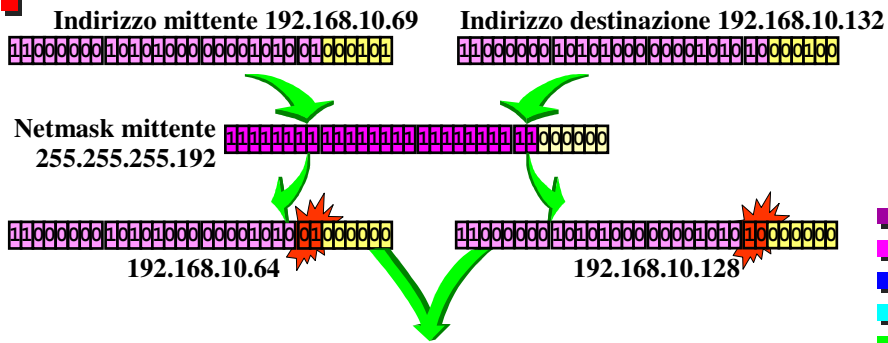 Indirizzo mittente 192.168.10.69
11000000 10101000 00001010 01000101
Indirizzo destinazione 192.168.10.132
11000000 10101000 00001010 10000100
Netmask mittente
255.255.255.192
11111111 11111111 11111111 11000000
11000000 10101000 00001010 01000000
192.168.10.64
11000000 10101000 00001010 10000000
192.168.10.128